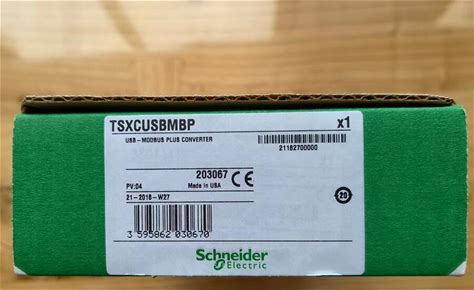 TSXCUSBMBP x1
USB-MODBUS PLUS CONVERTER
21182700000
203067 CE
PV:04 Made in USA
21-2018-W27
20
3 595862 030670
Schneider
Electric